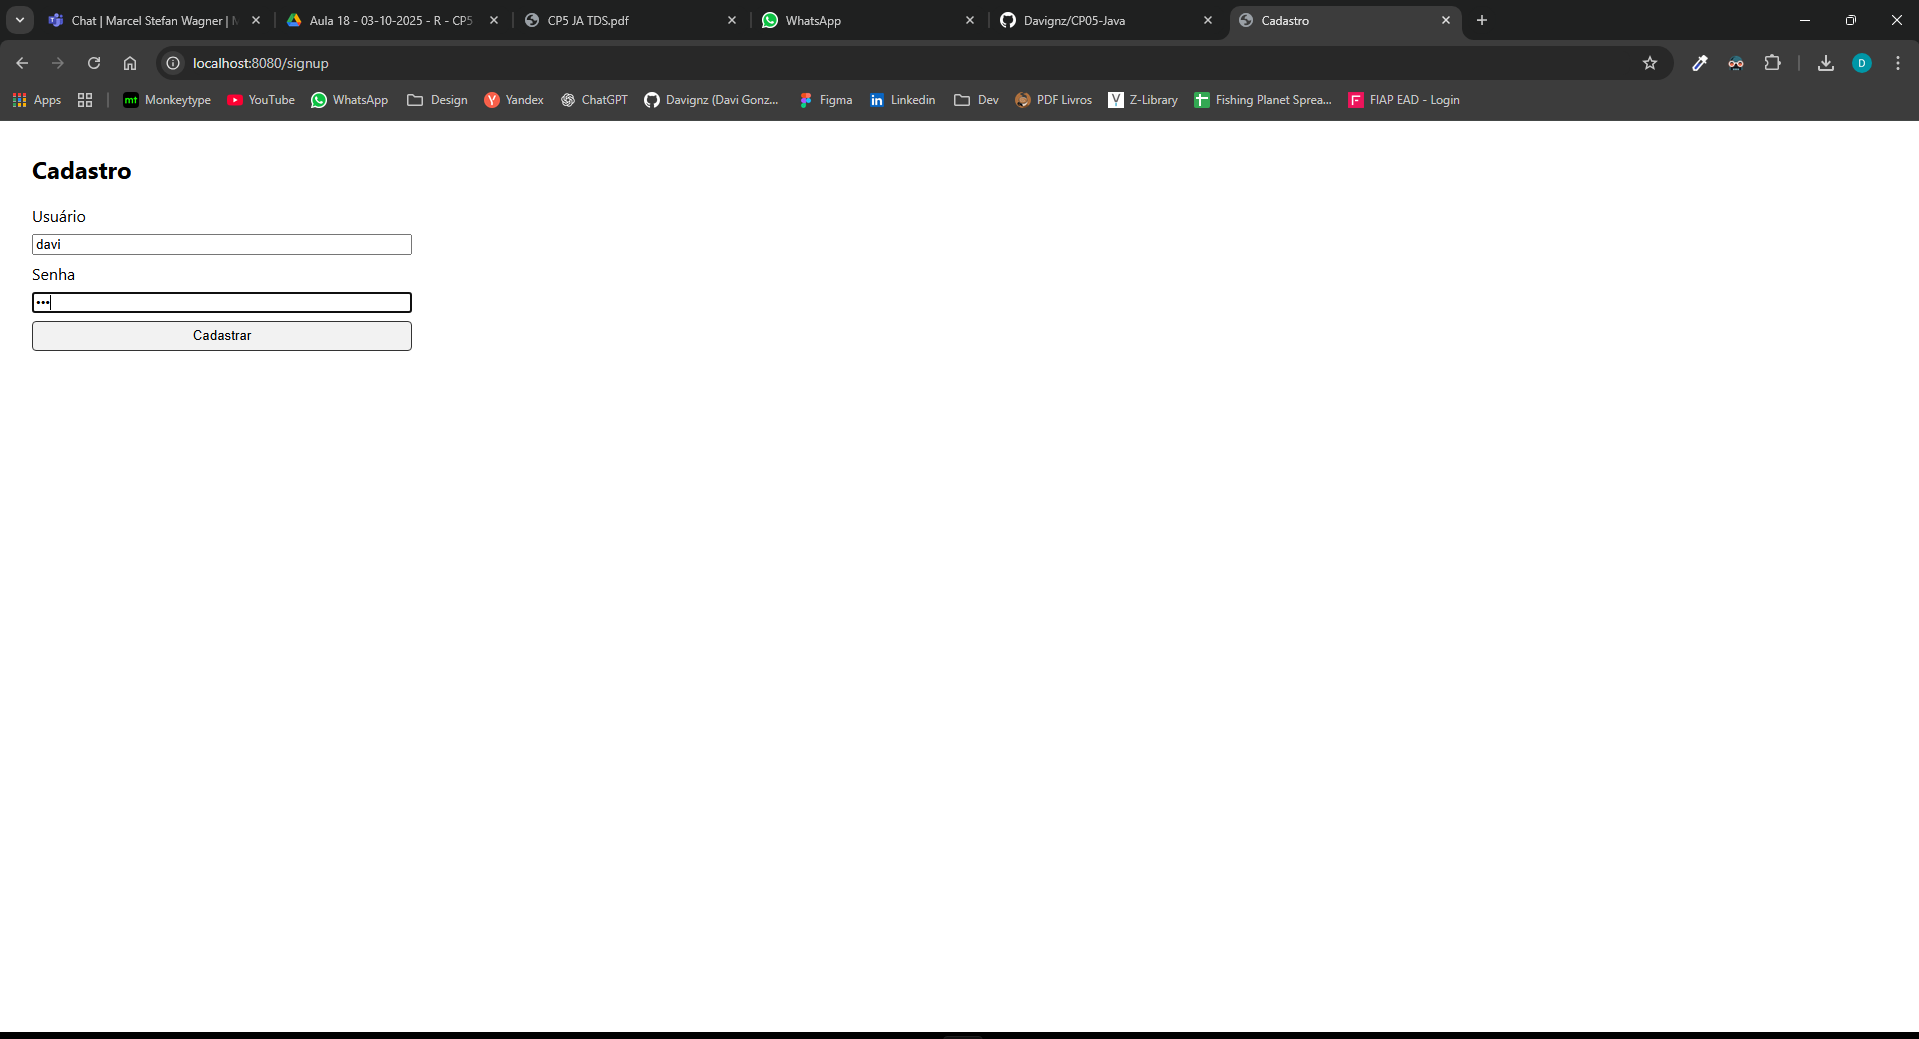 Chat | Marcel Stefan Wagner |
Aula 18 - 03-10-2025 - R - CP5
CP5 JA TDS.pdf
WhatsApp
Davignz/CP05-Java
Cadastro
localhost:8080/signup
D
Apps
mt Monkeytype
YouTube
WhatsApp
Design
Yandex
ChatGPT
Davignz (Davi Gonz...
Figma
in Linkedin
Dev
PDF Livros
Z-Library
Fishing Planet Sprea...
FIAP EAD - Login
Cadastro
Usuário
davi
Senha
•••
Cadastrar